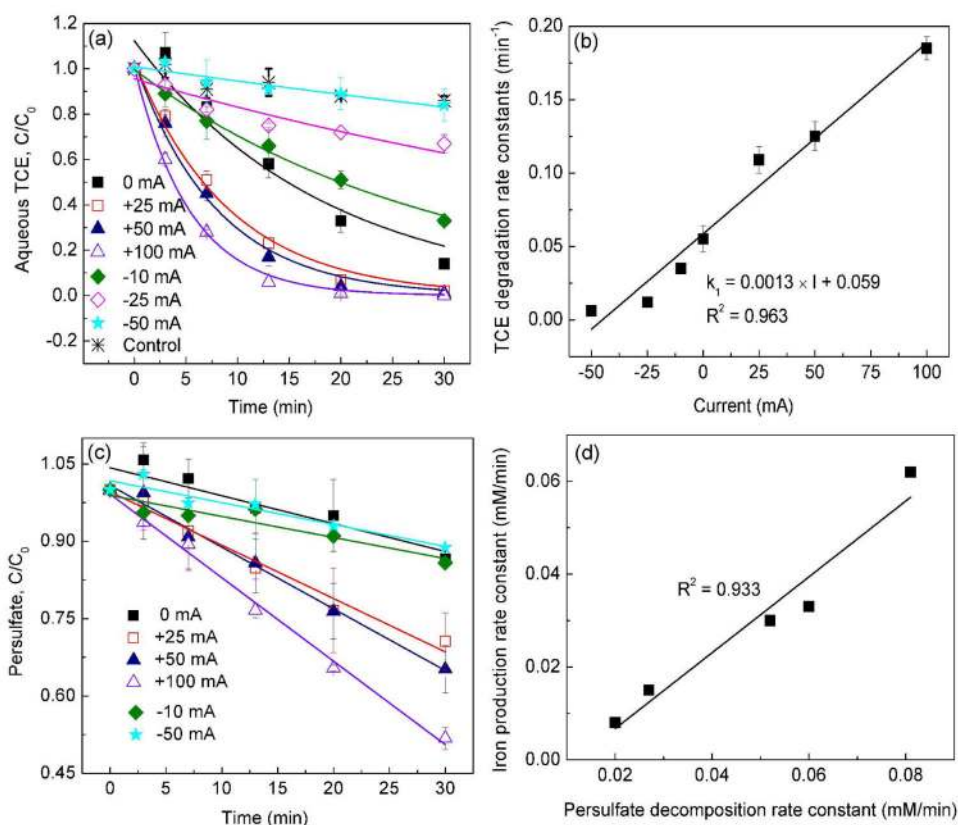 (a)
1.2
1.0
0.8
0.6
0.4
0.2
0.0
-0.2
Aqueous TCE, C/C0
0 mA
+25 mA
+50 mA
+100 mA
-10 mA
-25 mA
-50 mA
Control
0 5 10 15 20 25 30
Time (min)
(b)
0.20
0.15
0.10
0.05
0.00
TCE degradation rate constants (min-1)
k1 = 0.0013 × I + 0.059
R2 = 0.963
-50 -25 0 25 50 75 100
Current (mA)
(c)
1.05
0.90
0.75
0.60
0.45
Persulfate, C/C0
0 mA
+25 mA
+50 mA
+100 mA
-10 mA
-50 mA
0 5 10 15 20 25 30
Time (min)
(d)
0.06
0.04
0.02
0.00
Iron production rate constant (mM/min)
R2 = 0.933
0.02 0.04 0.06 0.08
Persulfate decomposition rate constant (mM/min)